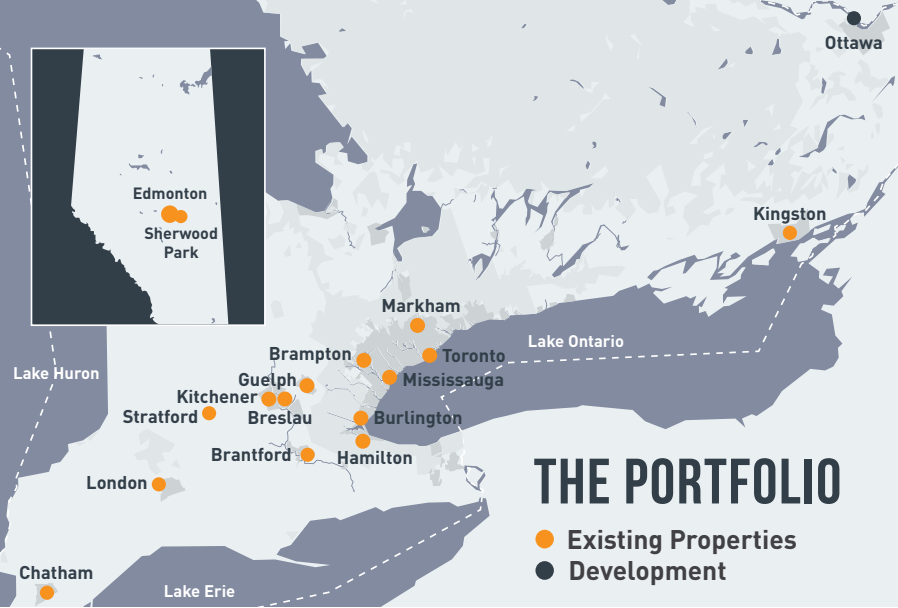 Ottawa
Edmonton
Sherwood
Park
Kingston
Markham
Lake Ontario
Brampton
Toronto
Lake Huron
Guelph
Mississauga
Kitchener
Stratford
Breslau
Burlington
Brantford
Hamilton
London
THE PORTFOLIO
Existing Properties
Development
Chatham
Lake Erie